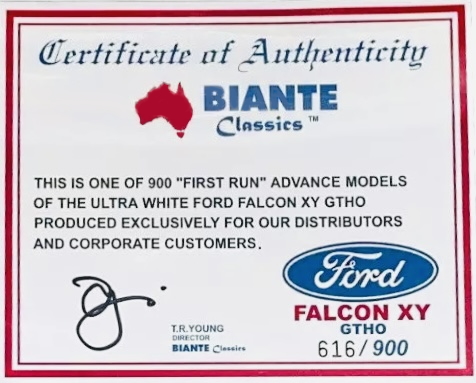 Certificate of Authenticity
BIANTE
Classics ™
THIS IS ONE OF 900 "FIRST RUN" ADVANCE MODELS
OF THE ULTRA WHITE FORD FALCON XY GTHO
PRODUCED EXCLUSIVELY FOR OUR DISTRIBUTORS
AND CORPORATE CUSTOMERS.
Ford
FALCON XY
GTHO
616/900
T.R.YOUNG
DIRECTOR
BIANTE Classics